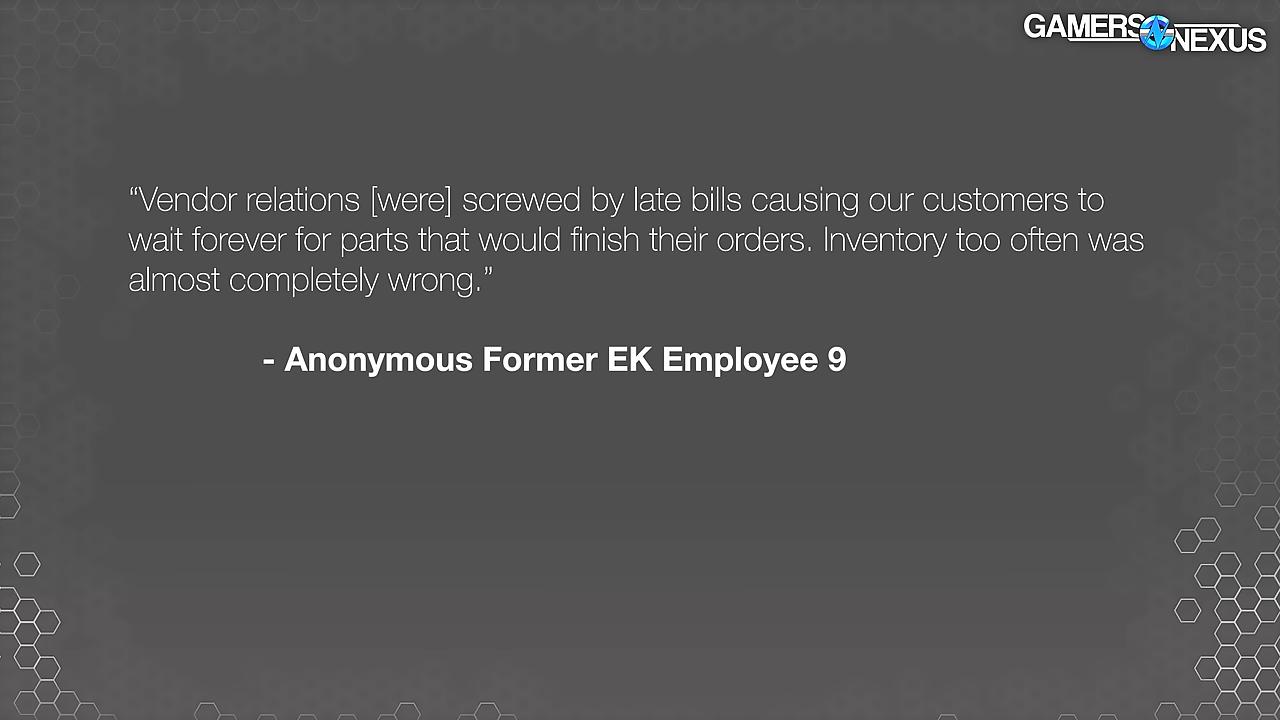 GAMERS NEXUS
“Vendor relations [were] screwed by late bills causing our customers to
wait forever for parts that would finish their orders. Inventory too often was
almost completely wrong.”
- Anonymous Former EK Employee 9